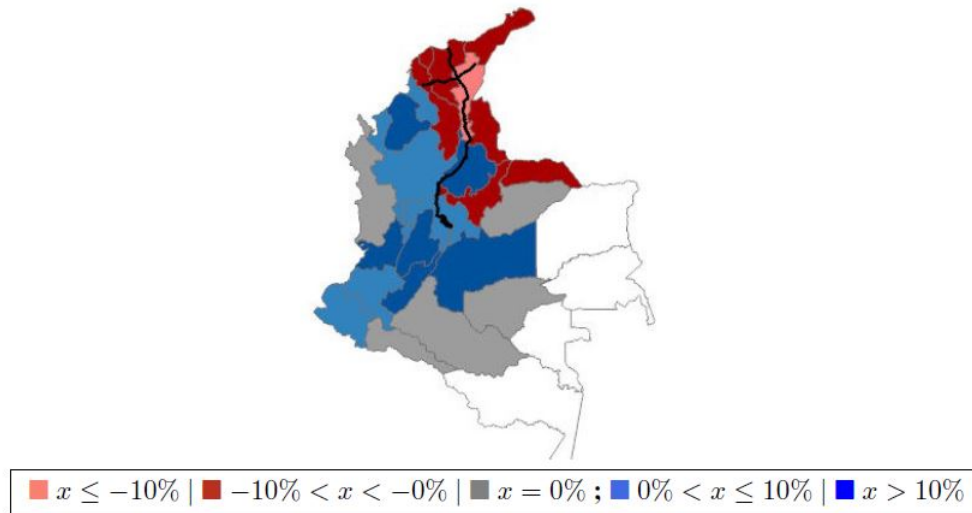 x ≤ −10% | −10% < x < −0% | x = 0% ; 0% < x ≤ 10% | x > 10%